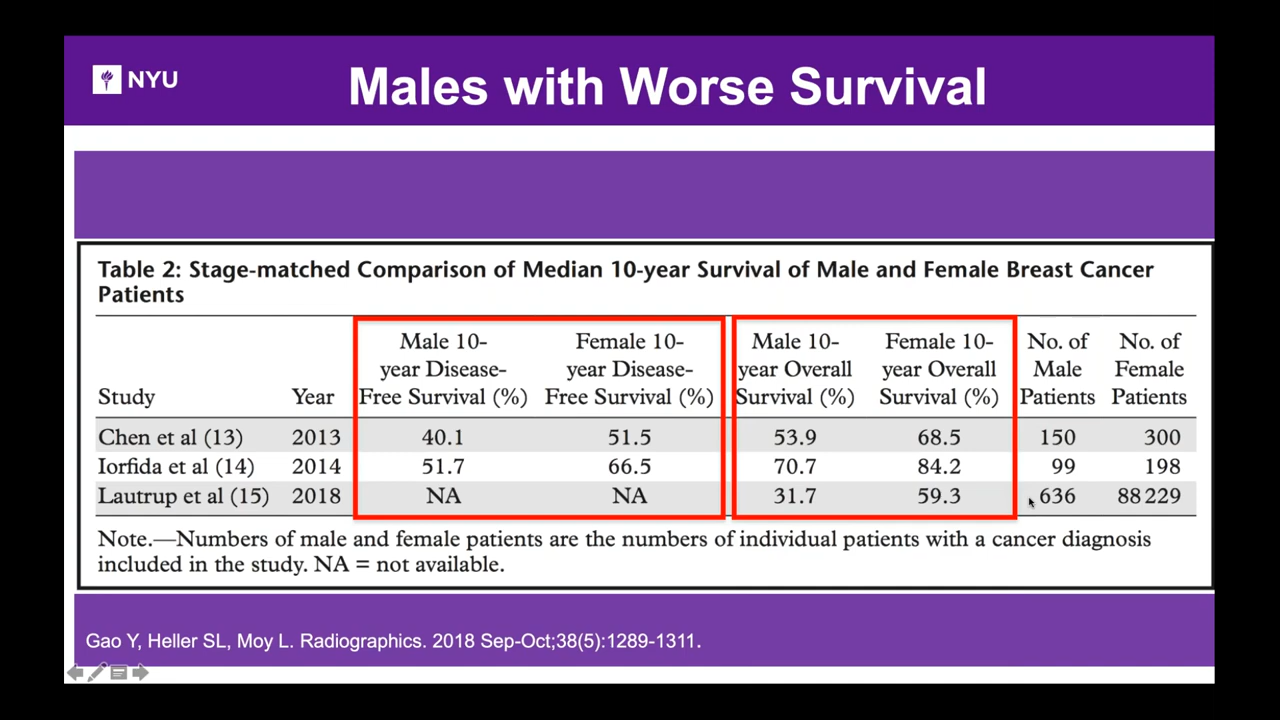 NYU
Males with Worse Survival
Table 2: Stage-matched Comparison of Median 10-year Survival of Male and Female Breast Cancer
Patients
Study Year Male 10-year Disease-Free Survival (%) Female 10-year Disease-Free Survival (%) Male 10-year Overall Survival (%) Female 10-year Overall Survival (%) No. of Male Patients No. of Female Patients
Chen et al (13) 2013 40.1 51.5 53.9 68.5 150 300
Iorfida et al (14) 2014 51.7 66.5 70.7 84.2 99 198
Lautrup et al (15) 2018 NA NA 31.7 59.3 636 88 229
Note.—Numbers of male and female patients are the numbers of individual patients with a cancer diagnosis
included in the study. NA = not available.
Gao Y, Heller SL, Moy L. Radiographics. 2018 Sep-Oct;38(5):1289-1311.